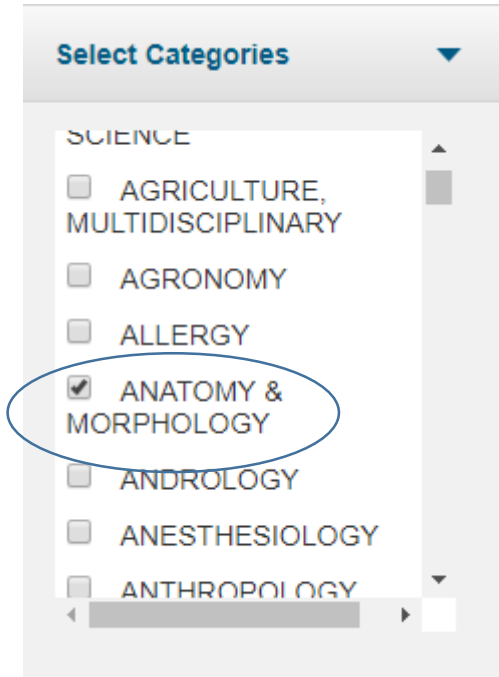 Select Categories
SCIENCE
AGRICULTURE,
MULTIDISCIPLINARY
AGRONOMY
ALLERGY
ANATOMY &
MORPHOLOGY
ANDROLOGY
ANESTHESIOLOGY
ANTHROPOLOGY